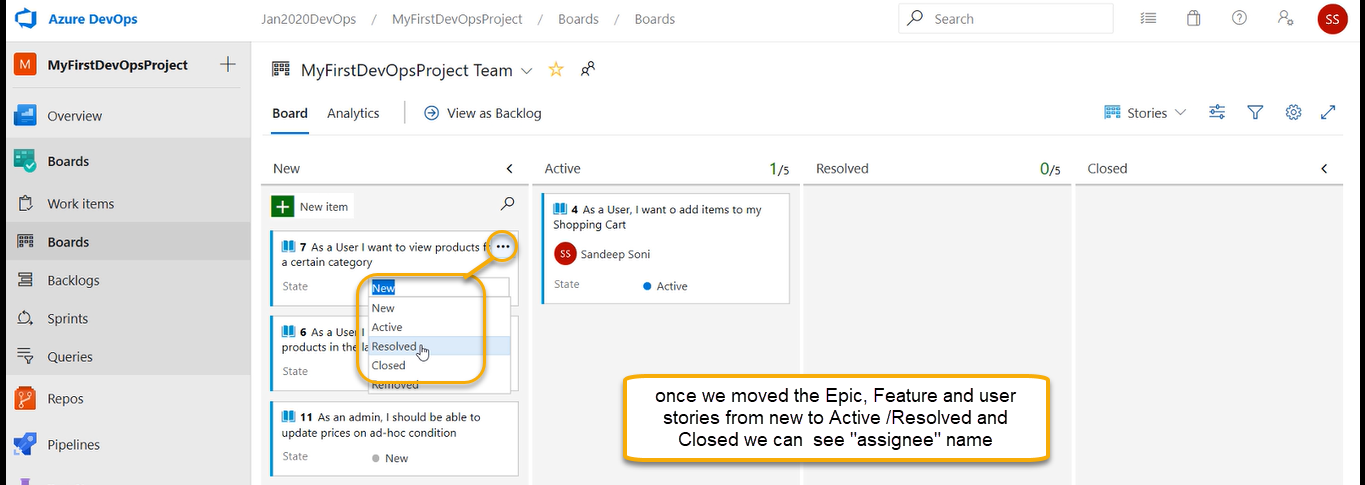 Azure DevOps
Jan2020DevOps / MyFirstDevOpsProject / Boards / Boards
Search
SS
M MyFirstDevOpsProject
Overview
Boards
Work items
Boards
Backlogs
Sprints
Queries
Repos
Pipelines
MyFirstDevOpsProject Team
Board Analytics View as Backlog
Stories
New
New item
7 As a User I want to view products
a certain category
State New
New
Active
Resolved
Closed
Removed
6 As a User I
products in the
State
11 As an admin, I should be able to
update prices on ad-hoc condition
State New
Active 1/5
4 As a User, I want o add items to my
Shopping Cart
SS Sandeep Soni
State Active
Resolved 0/5
Closed
once we moved the Epic, Feature and user
stories from new to Active /Resolved and
Closed we can see "assignee" name